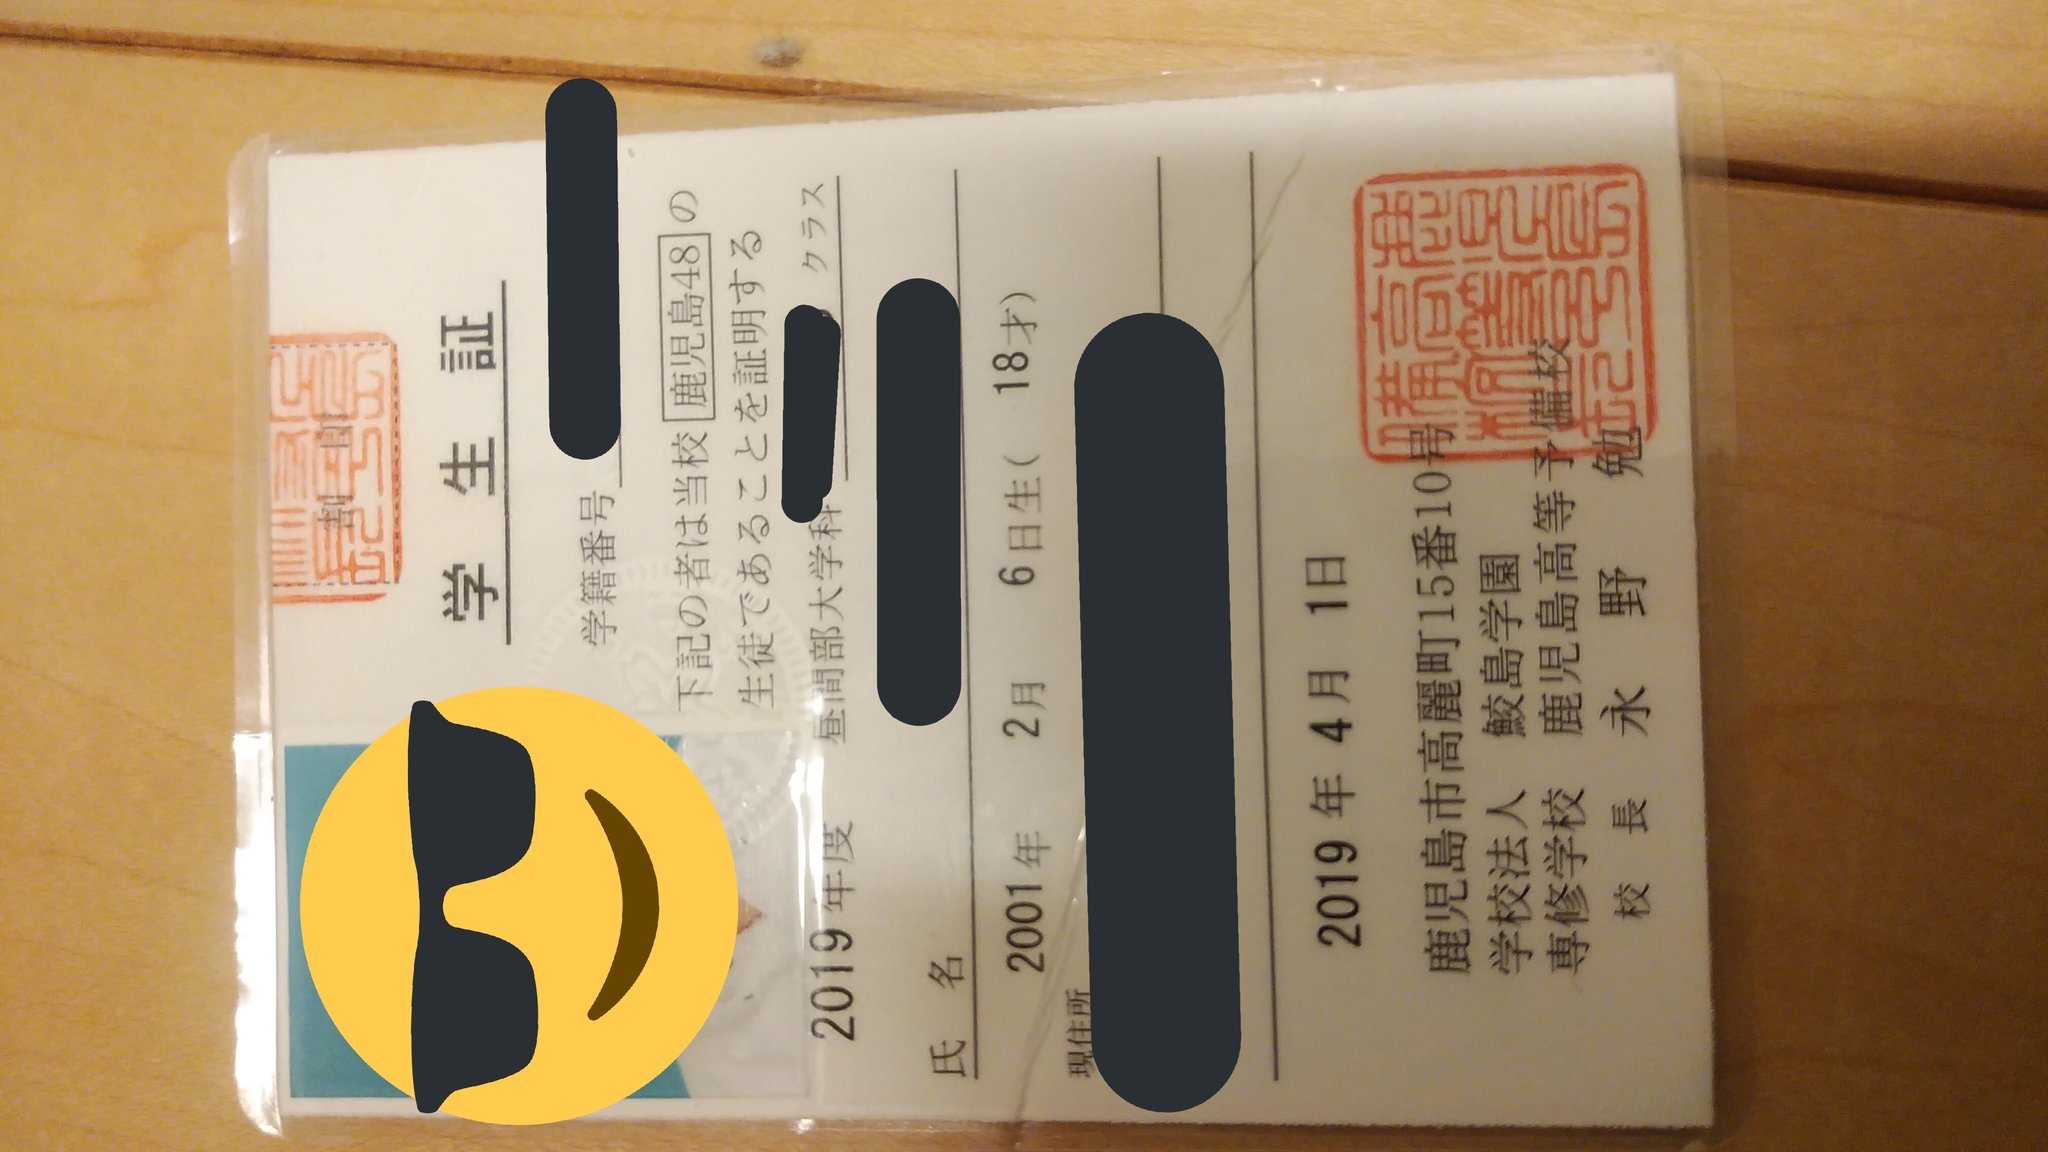 割印
学生証
学籍番号
下記の者は当校鹿児島48の
生徒であることを証明する
2019年度 昼間部大学科 クラス
氏名
2001年 2月 6日生( 18才)
現住所
2019年 4月 1日
鹿児島市高麗町15番10号
学校法人 鮫島学園
専修学校 鹿児島高等予備校
校長 永野 勉